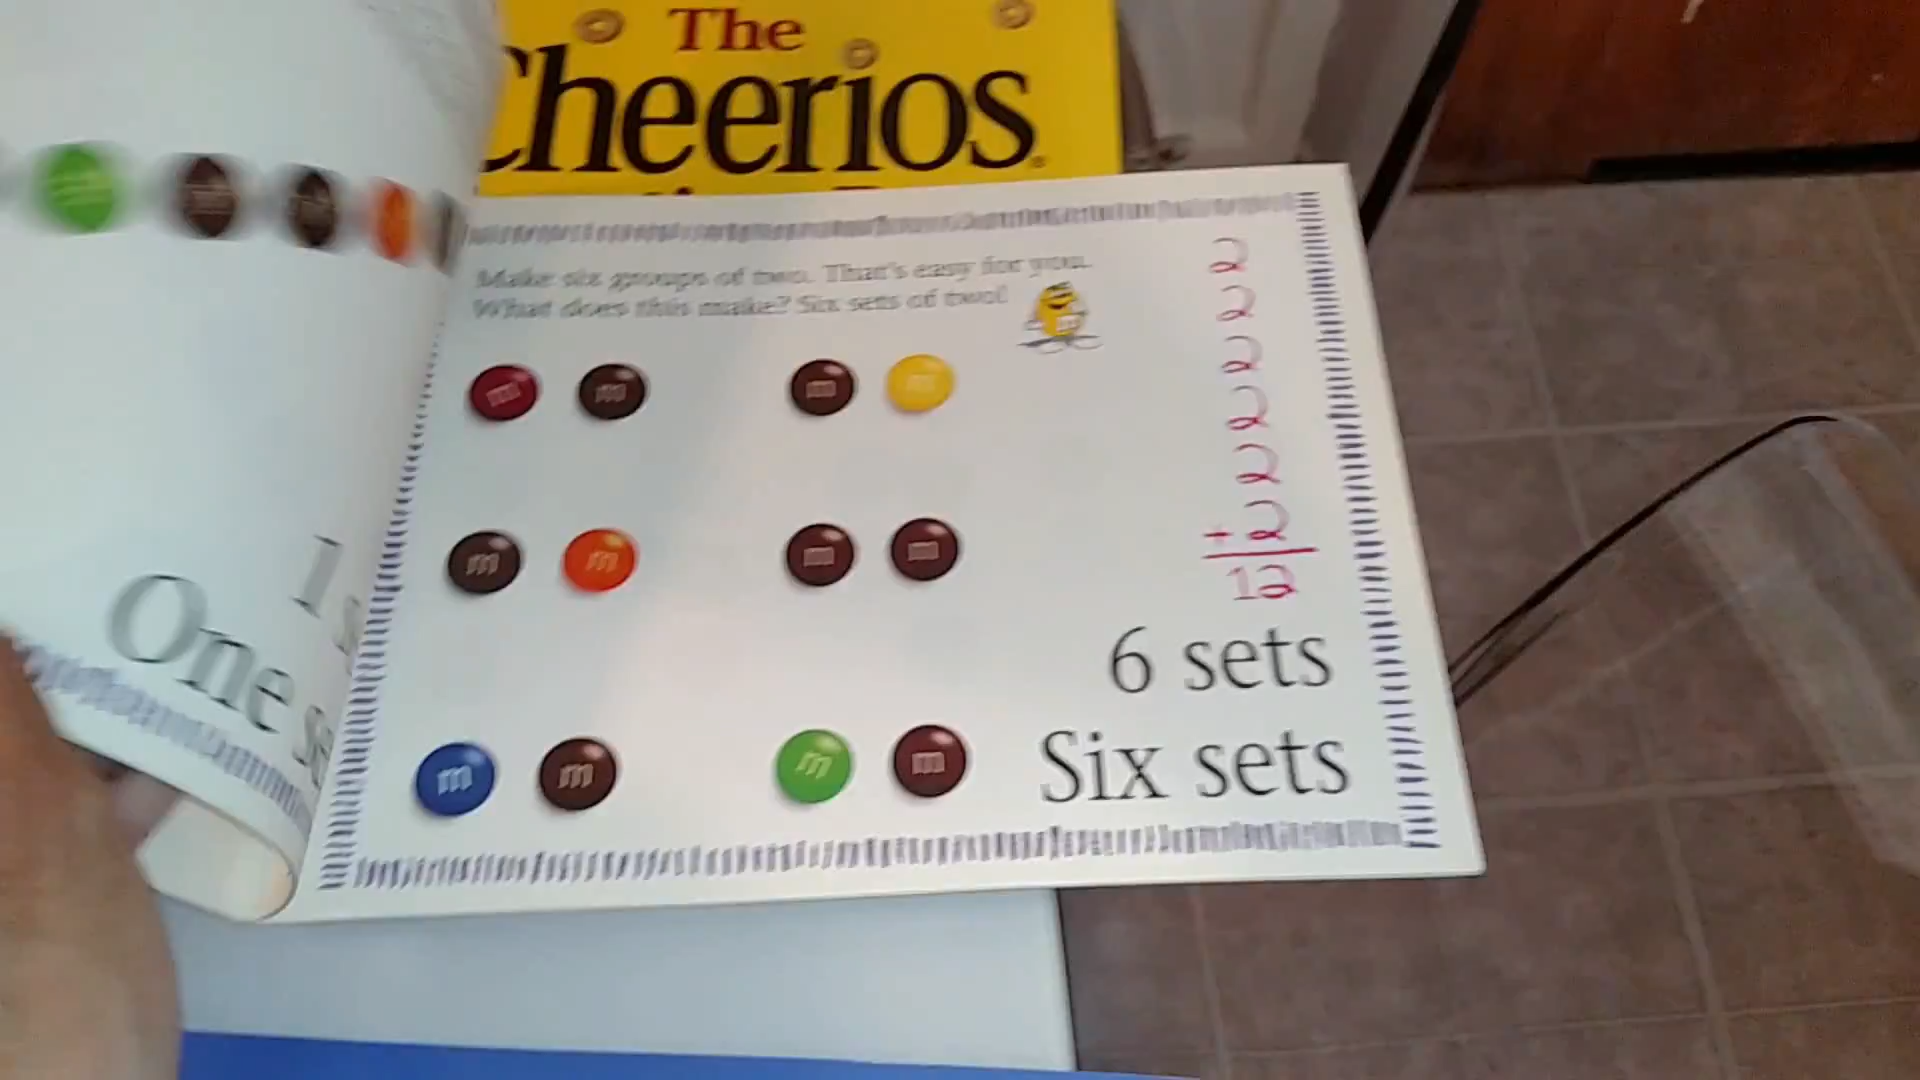 The
Cheerios
Make six groups of two. That's easy for you.
What does this make? Six sets of two!
m m m m
m m m m
m m m m
2
2
2
2
2
+2
12
6 sets
Six sets
1
One